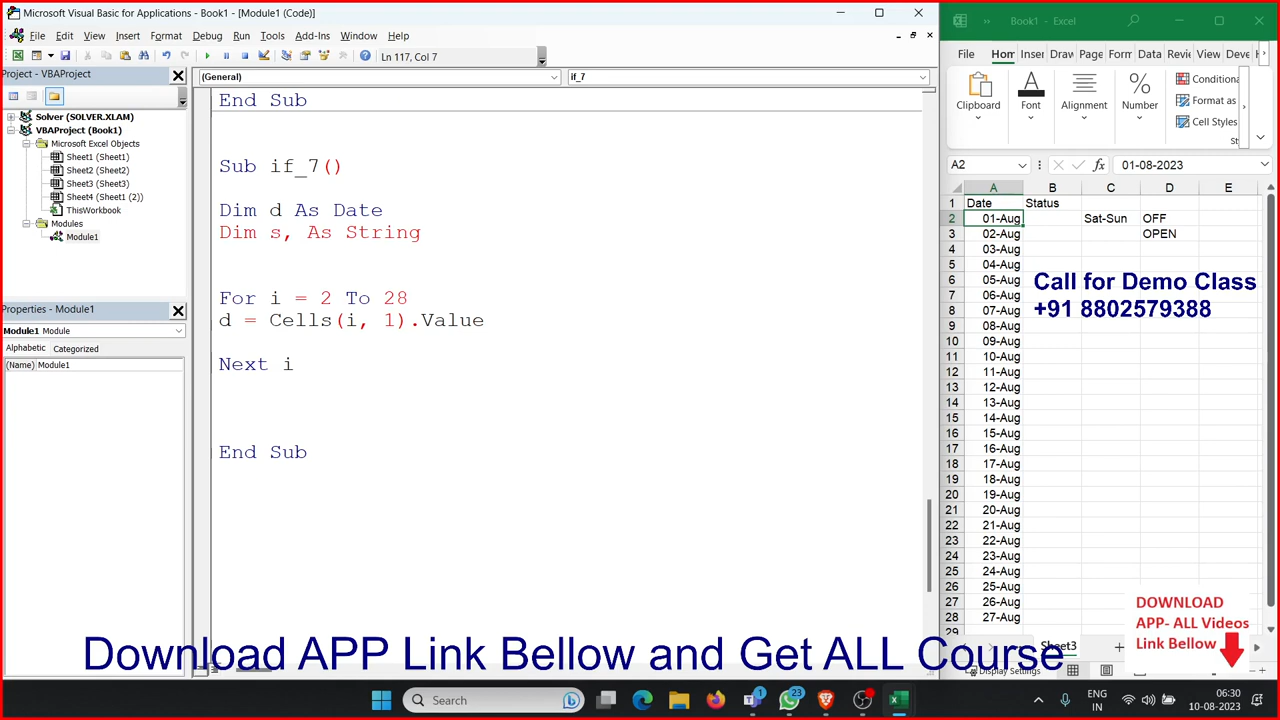 Microsoft Visual Basic for Applications - Book1 - [Module1 (Code)]
File Edit View Insert Format Debug Run Tools Add-Ins Window Help
Ln 117, Col 7
Project - VBAProject
Solver (SOLVER.XLAM)
VBAProject (Book1)
Microsoft Excel Objects
Sheet1 (Sheet1)
Sheet2 (Sheet2)
Sheet3 (Sheet3)
Sheet4 (Sheet1 (2))
ThisWorkbook
Modules
Module1
Properties - Module1
Module1 Module
Alphabetic Categorized
(Name) Module1
(General) if_7
End Sub
Sub if_7()
Dim d As Date
Dim s, As String
For i = 2 To 28
d = Cells(i, 1).Value
Next i
End Sub
Book1 - Excel
File Hom Inser Draw Page Form Data Revie View Deve
Clipboard Font Alignment Number
Conditiona
Format as
Cell Styles
A2 fx 01-08-2023
A B C D E
1 Date Status
2 01-Aug Sat-Sun OFF
3 02-Aug OPEN
4 03-Aug
5 04-Aug
6 05-Aug
7 06-Aug
8 07-Aug
9 08-Aug
10 09-Aug
11 10-Aug
12 11-Aug
13 12-Aug
14 13-Aug
15 14-Aug
16 15-Aug
17 16-Aug
18 17-Aug
19 18-Aug
20 19-Aug
21 20-Aug
22 21-Aug
23 22-Aug
24 23-Aug
25 24-Aug
26 25-Aug
27 26-Aug
28 27-Aug
29
Call for Demo Class
+91 8802579388
DOWNLOAD
APP- ALL Videos
Link Bellow
Sheet3
Display Settings
Download APP Link Bellow and Get ALL Course
Search
1
23
ENG
IN
06:30
10-08-2023